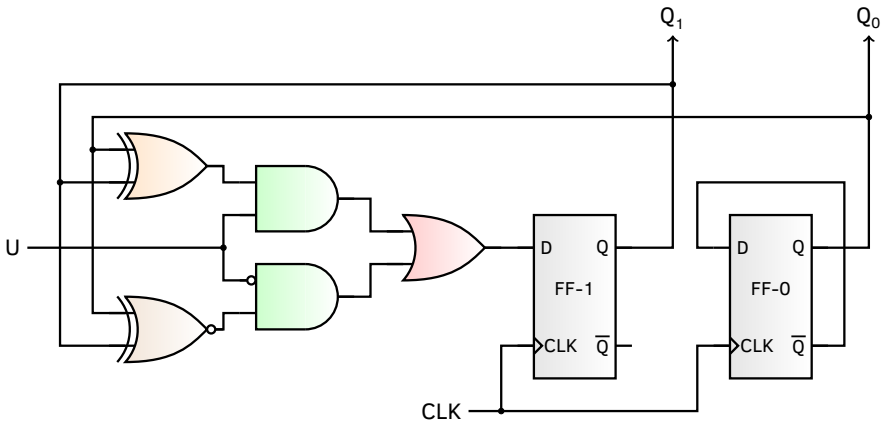 Q₁ Q₀
U
D Q D Q
FF-1 FF-0
CLK Q̅ CLK Q̅
CLK